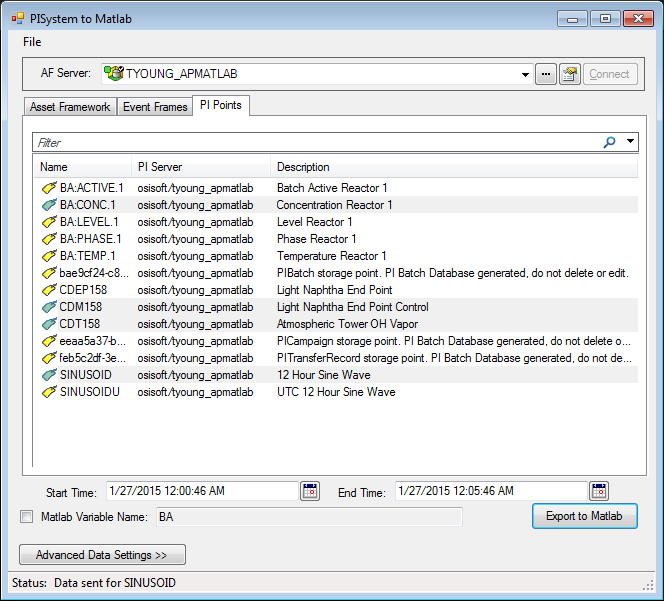 PISystem to Matlab
File
AF Server: TYOUNG_APMATLAB ... Connect
Asset Framework Event Frames PI Points
Filter
Name PI Server Description
BA:ACTIVE.1 osisoft/tyoung_apmatlab Batch Active Reactor 1
BA:CONC.1 osisoft/tyoung_apmatlab Concentration Reactor 1
BA:LEVEL.1 osisoft/tyoung_apmatlab Level Reactor 1
BA:PHASE.1 osisoft/tyoung_apmatlab Phase Reactor 1
BA:TEMP.1 osisoft/tyoung_apmatlab Temperature Reactor 1
bae9cf24-c8... osisoft/tyoung_apmatlab PIBatch storage point. PI Batch Database generated, do not delete or edit.
CDEP158 osisoft/tyoung_apmatlab Light Naphtha End Point
CDM158 osisoft/tyoung_apmatlab Light Naphtha End Point Control
CDT158 osisoft/tyoung_apmatlab Atmospheric Tower OH Vapor
eeaa5a37-b... osisoft/tyoung_apmatlab PICampaign storage point. PI Batch Database generated, do not delete o...
feb5c2df-3e... osisoft/tyoung_apmatlab PITransferRecord storage point. PI Batch Database generated, do not de...
SINUSOID osisoft/tyoung_apmatlab 12 Hour Sine Wave
SINUSOIDU osisoft/tyoung_apmatlab UTC 12 Hour Sine Wave
Start Time: 1/27/2015 12:00:46 AM End Time: 1/27/2015 12:05:46 AM
Matlab Variable Name: BA Export to Matlab
Advanced Data Settings >>
Status: Data sent for SINUSOID